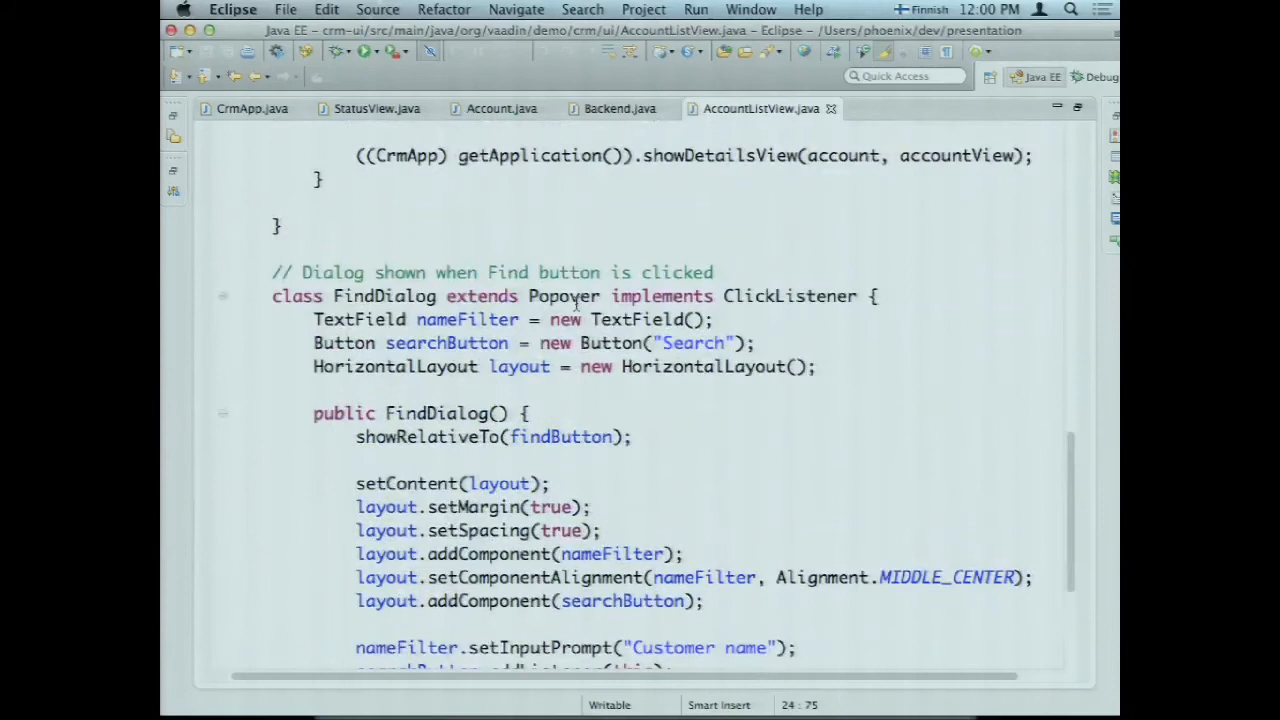 Eclipse File Edit Source Refactor Navigate Search Project Run Window Help Finnish 12:00 PM
Java EE - crm-ui/src/main/java/org/vaadin/demo/crm/ui/AccountListView.java - Eclipse - /Users/phoenix/dev/presentation
Quick Access Java EE Debug
CrmApp.java StatusView.java Account.java Backend.java AccountListView.java
((CrmApp) getApplication()).showDetailsView(account, accountView);
}
}
// Dialog shown when Find button is clicked
class FindDialog extends Popover implements ClickListener {
TextField nameFilter = new TextField();
Button searchButton = new Button("Search");
HorizontalLayout layout = new HorizontalLayout();
public FindDialog() {
showRelativeTo(findButton);
setContent(layout);
layout.setMargin(true);
layout.setSpacing(true);
layout.addComponent(nameFilter);
layout.setComponentAlignment(nameFilter, Alignment.MIDDLE_CENTER);
layout.addComponent(searchButton);
nameFilter.setInputPrompt("Customer name");
searchButton.addListener(this);
Writable Smart Insert 24 : 75